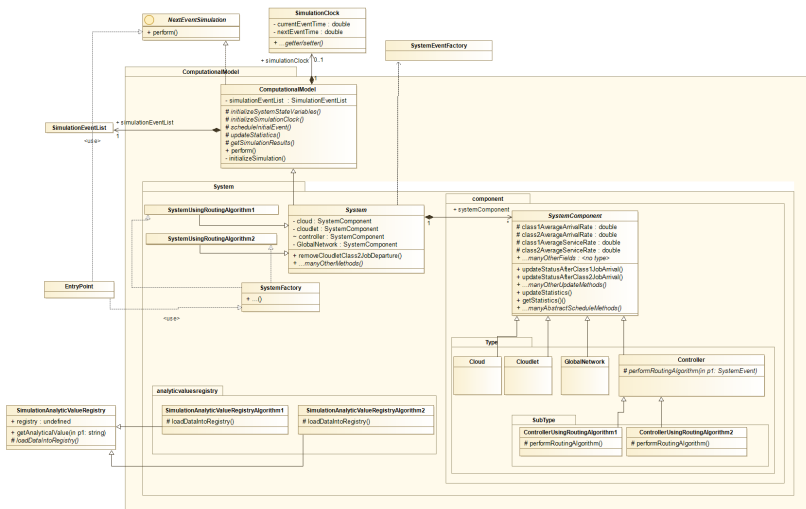 NextEventSimulation
+ perform()
SimulationClock
- currentEventTime : double
- nextEventTime : double
+ ...getter/setter()
SystemEventFactory
+ simulationClock
0..1
1
ComputationalModel
ComputationalModel
- simulationEventList : SimulationEventList
# initializeSystemStateVariables()
# initializeSimulationClock()
# scheduleInitialEvent()
# updateStatistics()
# getSimulationResults()
+ perform()
- initializeSimulation()
SimulationEventList
+ simulationEventList
1
<use>
System
SystemUsingRoutingAlgorithm1
SystemUsingRoutingAlgorithm2
System
- cloud : SystemComponent
- cloudlet : SystemComponent
~ controller : SystemComponent
- GlobalNetwork : SystemComponent
+ removeCloudletClass2JobDeparture()
+ ...manyOtherMethods()
component
+ systemComponent
1
*
SystemComponent
# class1AverageArrivalRate : double
# class2AverageArrivalRate : double
# class1AverageServiceRate : double
# class2AverageServiceRate : double
+ ...manyOtherFields : <no type>
+ updateStatusAfterClass1JobArrival()
+ updateStatusAfterClass2JobArrival()
+ ...manyOtherUpdateMethods()
+ updateStatistics()
+ getStatistics()()
+ ...manyAbstractScheduleMethods()
EntryPoint
SystemFactory
+ ...()
<use>
Type
Cloud
Cloudlet
GlobalNetwork
Controller
# performRoutingAlgorithm(in p1: SystemEvent)
analyticvaluesregistry
SimulationAnalyticValueRegistry
+ registry : undefined
+ getAnalyticalValue(in p1: string)
# loadDataIntoRegistry()
SimulationAnalyticValueRegistryAlgorithm1
# loadDataIntoRegistry()
SimulationAnalyticValueRegistryAlgorithm2
# loadDataIntoRegistry()
SubType
ControllerUsingRoutingAlgorithm1
# performRoutingAlgorithm()
ControllerUsingRoutingAlgorithm2
# performRoutingAlgorithm()